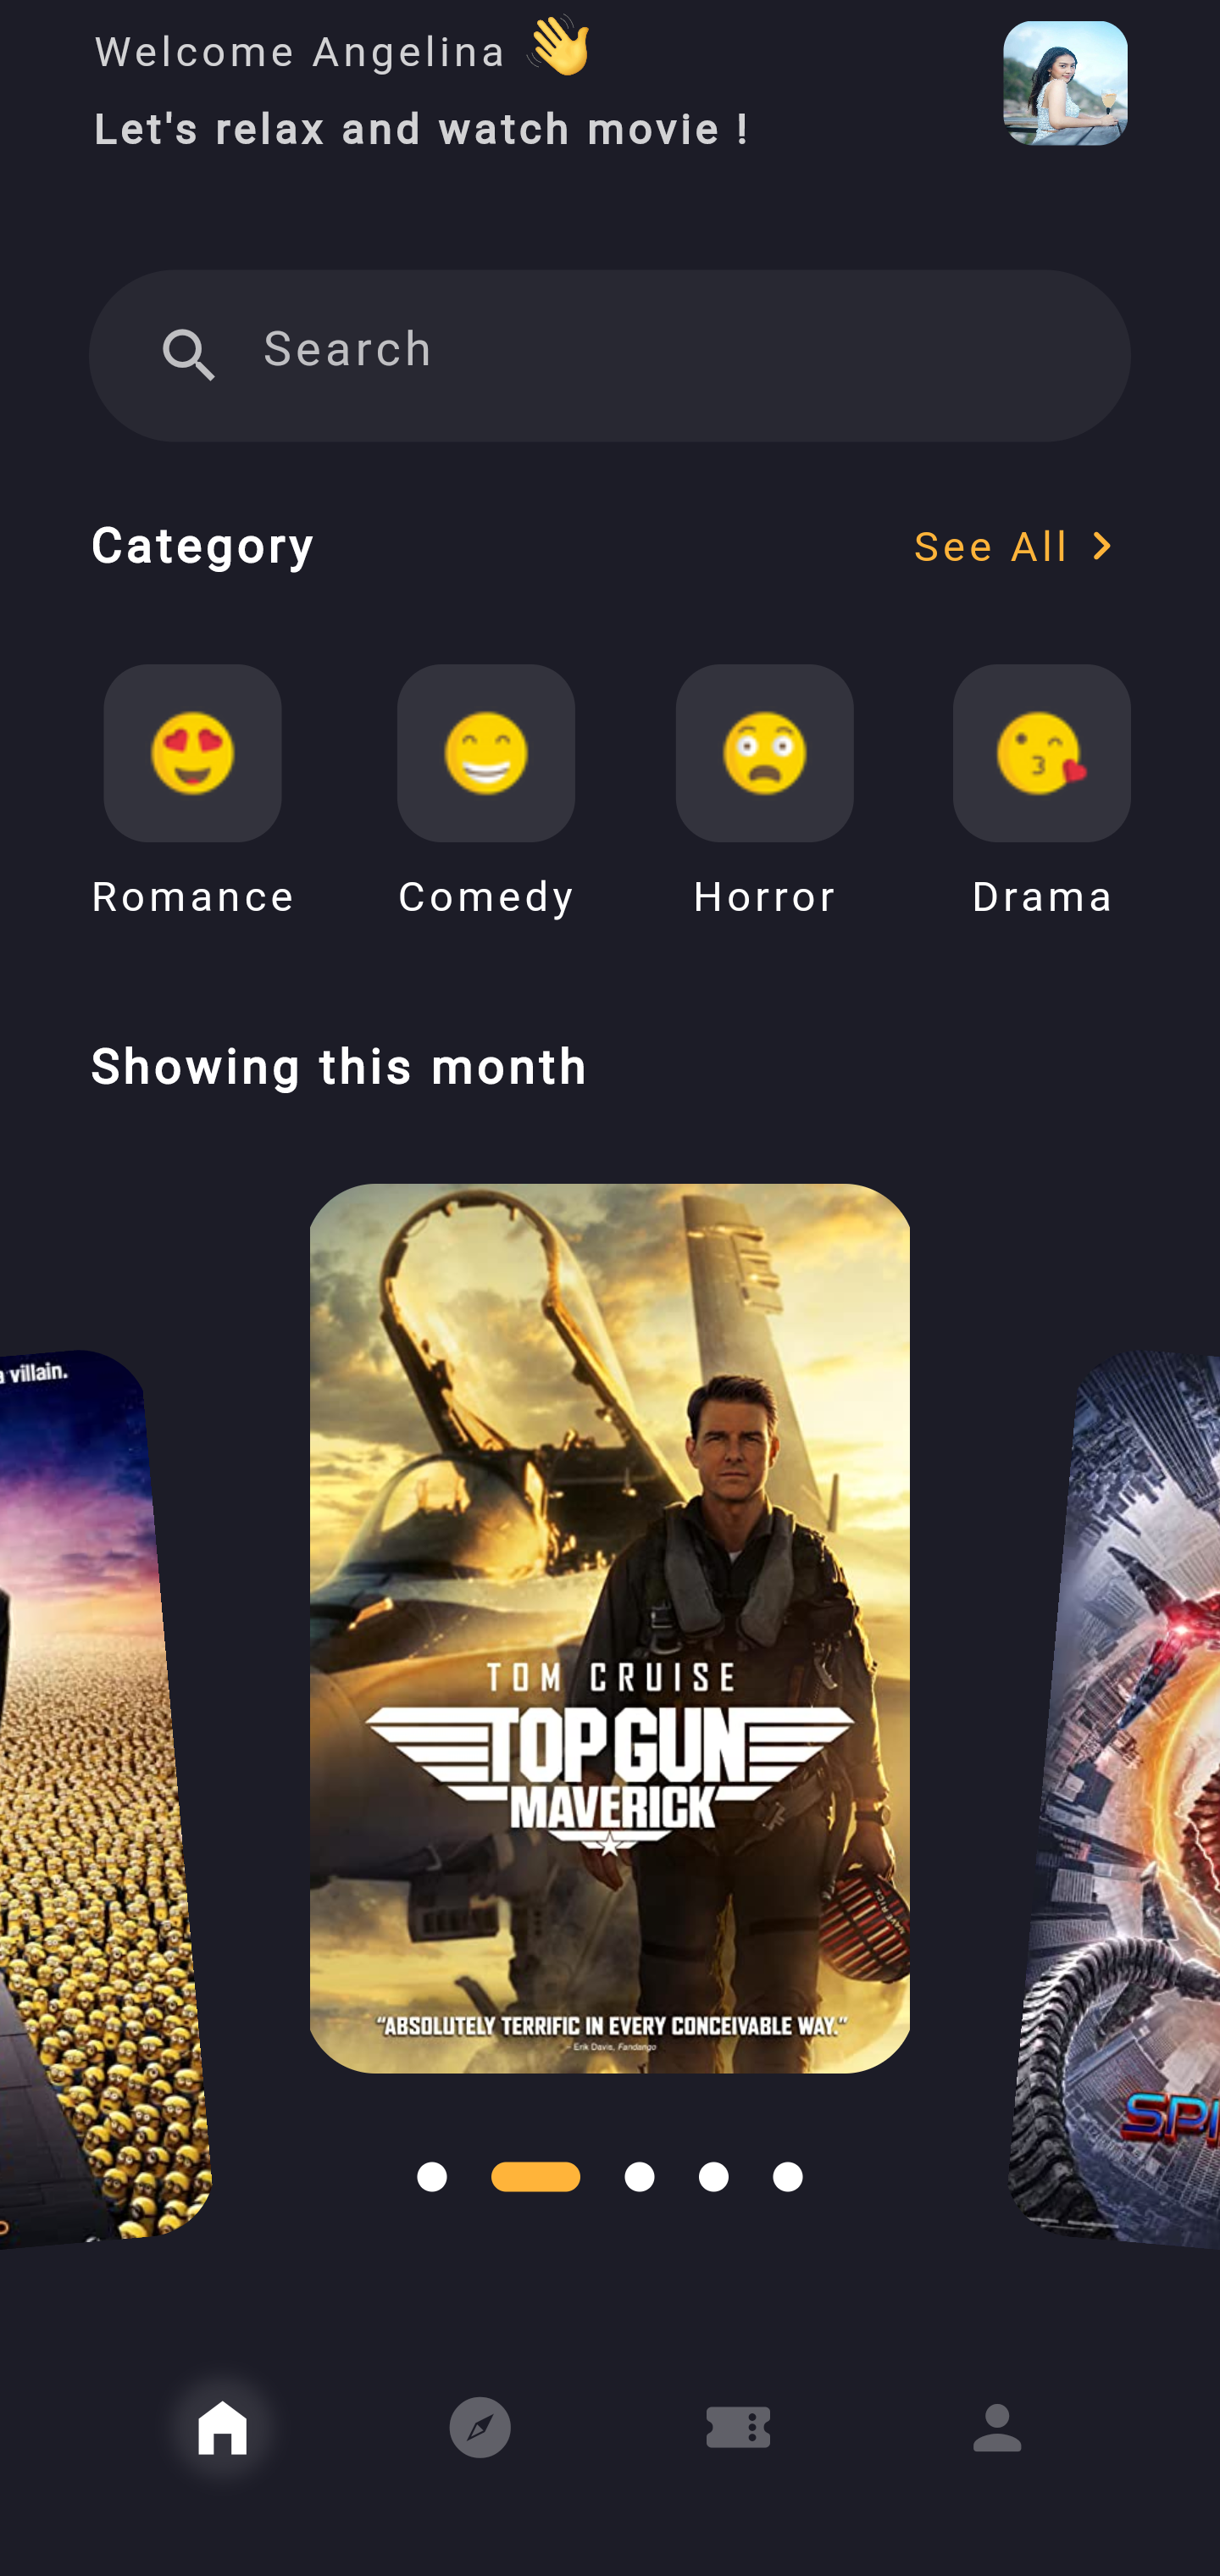 Welcome Angelina 👋
Let's relax and watch movie !
Search
Category
See All
Romance
Comedy
Horror
Drama
Showing this month
a villain.
TOM CRUISE
TOP GUN
MAVERICK
MAVERICK
"ABSOLUTELY TERRIFIC IN EVERY CONCEIVABLE WAY."
Erik Davis, Fandango
SPI